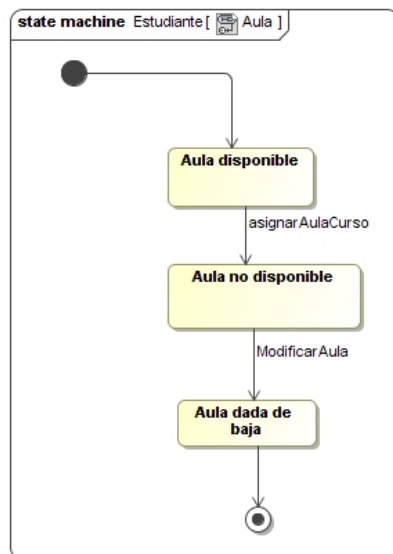 state machine Estudiante [ Aula ]
Aula disponible
asignarAulaCurso
Aula no disponible
ModificarAula
Aula dada de
baja